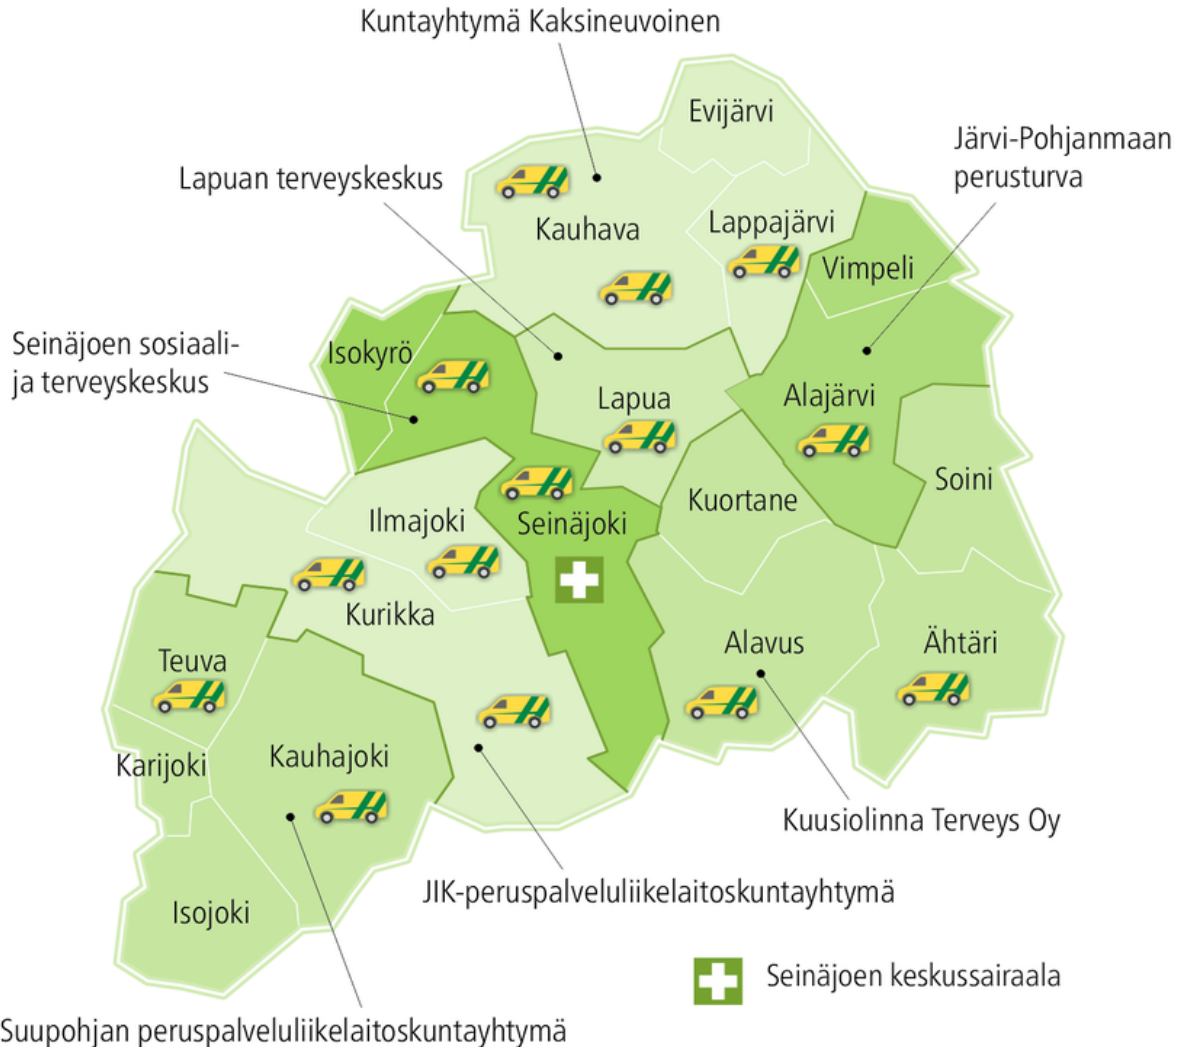 Kuntayhtymä Kaksineuvoinen
Evijärvi
Järvi-Pohjanmaan
perusturva
Lapuan terveyskeskus
Kauhava
Lappajärvi
Vimpeli
Seinäjoen sosiaali-
ja terveyskeskus
Isokyrö
Lapua
Alajärvi
Soini
Kuortane
Ilmajoki
Seinäjoki
Kurikka
Alavus
Ähtäri
Teuva
Karijoki
Kauhajoki
Kuusiolinna Terveys Oy
JIK-peruspalveluliikelaitoskuntayhtymä
Isojoki
Seinäjoen keskussairaala
Suupohjan peruspalveluliikelaitoskuntayhtymä